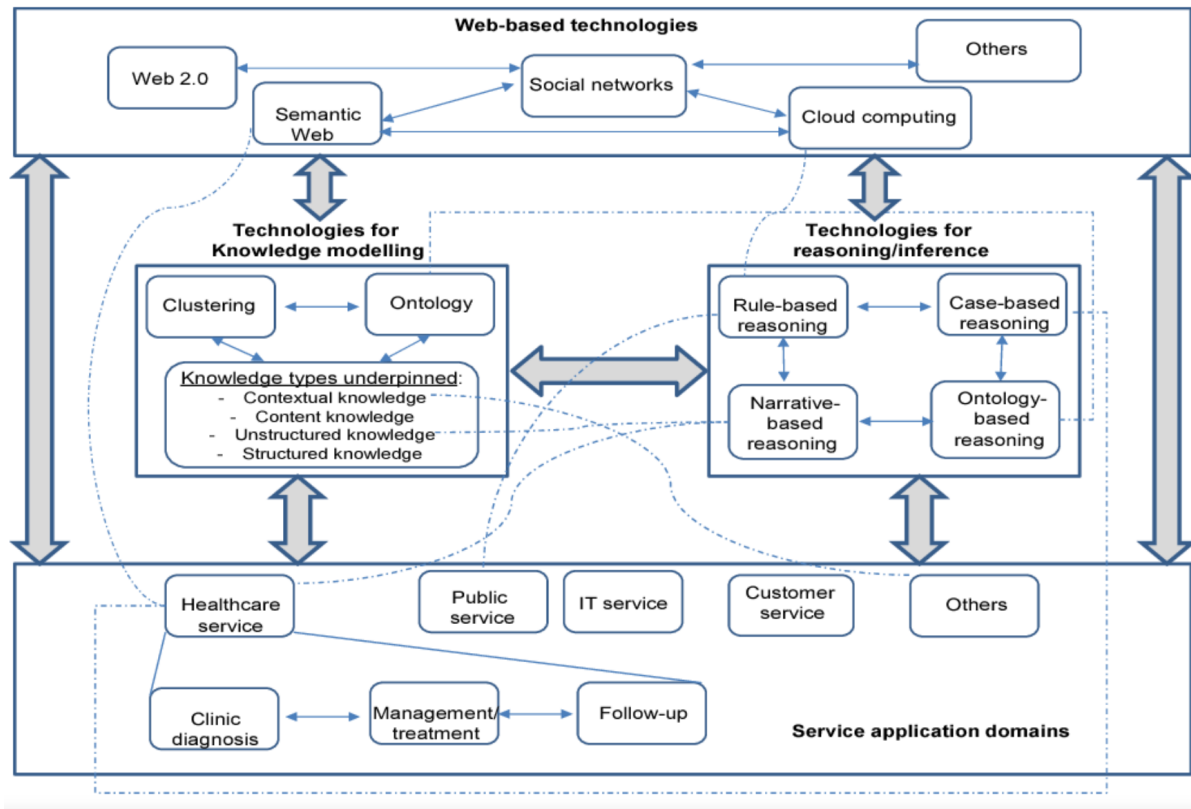 Web-based technologies
Web 2.0
Social networks
Others
Semantic
Web
Cloud computing
Technologies for
Knowledge modelling
Technologies for
reasoning/inference
Clustering
Ontology
Knowledge types underpinned:
- Contextual knowledge
- Content knowledge
- Unstructured knowledge
- Structured knowledge
Rule-based
reasoning
Case-based
reasoning
Narrative-
based
reasoning
Ontology-
based
reasoning
Healthcare
service
Public
service
IT service
Customer
service
Others
Clinic
diagnosis
Management/
treatment
Follow-up
Service application domains